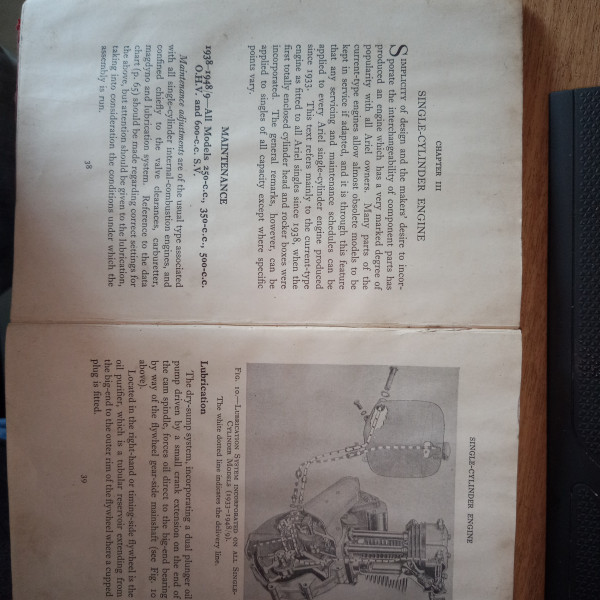 CHAPTER III
SINGLE-CYLINDER ENGINE
SIMPLICITY of design and the makers' desire to incor-
porate the interchangeability of component parts has
produced an engine which has a very marked degree of
popularity with all Ariel owners. Many parts of the
current-type engines allow almost obsolete models to be
kept in service if adapted, and it is through this feature
that any servicing and maintenance schedules can be
applied to every Ariel single-cylinder engine produced
since 1933. This text refers mainly to the current-type
engine as fitted to all Ariel singles since 1938, when the
first totally enclosed cylinder head and rocker boxes were
incorporated. The general remarks, however, can be
applied to singles of all capacity except where specific
points vary.
MAINTENANCE
1938-1948/9—All Models 250-c.c., 350-c.c., 500-c.c.
O.H.V. and 600-c.c. S.V.
Maintenance adjustments are of the usual type associated
with all single-cylinder internal-combustion engines, and
confined chiefly to the valve clearances, carburetter,
magdyno and lubrication system. Reference to the data
chart (p. 65) should be made regarding correct settings for
the above, but attention should be given to the lubrication,
taking into consideration the conditions under which the
assembly is run.
38
SINGLE-CYLINDER ENGINE
FIG. 10.—LUBRICATION SYSTEM INCORPORATED ON ALL SINGLE-
CYLINDER MODELS (1933-1948/9).
The white dotted line indicates the delivery line.
Lubrication
The dry-sump system, incorporating a dual plunger oil
pump driven by a small crank extension on the end of
the cam spindle, forces oil direct to the big-end bearing
by way of the flywheel gear-side mainshaft (see Fig. 10
above).
Located in the right-hand or timing-side flywheel is the
oil purifier, which is a tubular reservoir extending from
the big-end to the outer rim of the flywheel where a cupped
plug is fitted.
39